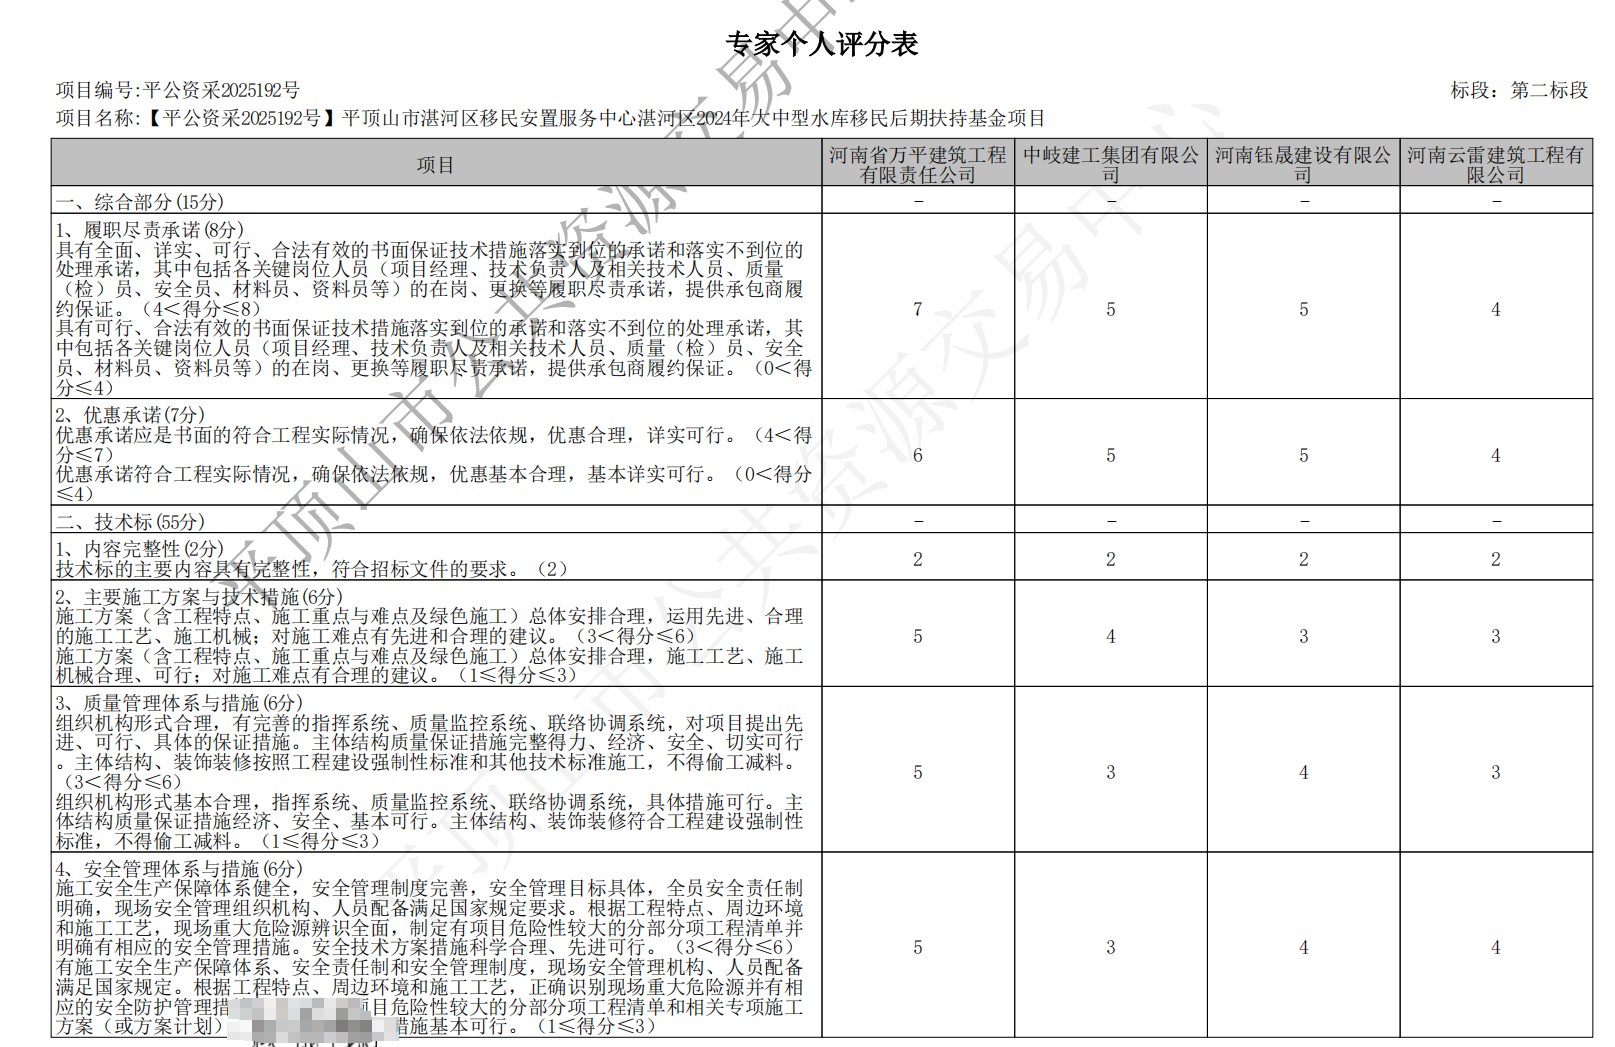 专家个人评分表
项目编号:平公资采2025192号
标段：第二标段
项目名称:【平公资采2025192号】平顶山市湛河区移民安置服务中心湛河区2024年大中型水库移民后期扶持基金项目
项目
河南省万平建筑工程
有限责任公司
中岐建工集团有限公
司
河南钰晟建设有限公
司
河南云雷建筑工程有
限公司
一、综合部分(15分)
－ － － －
1、履职尽责承诺(8分)
具有全面、详实、可行、合法有效的书面保证技术措施落实到位的承诺和落实不到位的
处理承诺，其中包括各关键岗位人员（项目经理、技术负责人及相关技术人员、质量
（检）员、安全员、材料员、资料员等）的在岗、更换等履职尽责承诺，提供承包商履
约保证。（4＜得分≤8）
具有可行、合法有效的书面保证技术措施落实到位的承诺和落实不到位的处理承诺，其
中包括各关键岗位人员（项目经理、技术负责人及相关技术人员、质量（检）员、安全
员、材料员、资料员等）的在岗、更换等履职尽责承诺，提供承包商履约保证。（0＜得
分≤4）
7 5 5 4
2、优惠承诺(7分)
优惠承诺应是书面的符合工程实际情况，确保依法依规，优惠合理，详实可行。（4＜得
分≤7）
优惠承诺符合工程实际情况，确保依法依规，优惠基本合理，基本详实可行。（0＜得分
≤4）
6 5 5 4
二、技术标(55分)
－ － － －
1、内容完整性(2分)
技术标的主要内容具有完整性，符合招标文件的要求。（2）
2 2 2 2
2、主要施工方案与技术措施(6分)
施工方案（含工程特点、施工重点与难点及绿色施工）总体安排合理，运用先进、合理
的施工工艺、施工机械；对施工难点有先进和合理的建议。（3＜得分≤6）
施工方案（含工程特点、施工重点与难点及绿色施工）总体安排合理，施工工艺、施工
机械合理、可行；对施工难点有合理的建议。（1≤得分≤3）
5 4 3 3
3、质量管理体系与措施(6分)
组织机构形式合理，有完善的指挥系统、质量监控系统、联络协调系统，对项目提出先
进、可行、具体的保证措施。主体结构质量保证措施完整得力、经济、安全、切实可行
。主体结构、装饰装修按照工程建设强制性标准和其他技术标准施工，不得偷工减料。
（3＜得分≤6）
组织机构形式基本合理，指挥系统、质量监控系统、联络协调系统，具体措施可行。主
体结构质量保证措施经济、安全、基本可行。主体结构、装饰装修符合工程建设强制性
标准，不得偷工减料。（1≤得分≤3）
5 3 4 3
4、安全管理体系与措施(6分)
施工安全生产保障体系健全，安全管理制度完善，安全管理目标具体，全员安全责任制
明确，现场安全管理组织机构、人员配备满足国家规定要求。根据工程特点、周边环境
和施工工艺，现场重大危险源辨识全面，制定有项目危险性较大的分部分项工程清单并
明确有相应的安全管理措施。安全技术方案措施科学合理、先进可行。（3＜得分≤6）
有施工安全生产保障体系、安全责任制和安全管理制度，现场安全管理机构、人员配备
满足国家规定。根据工程特点、周边环境和施工工艺，正确识别现场重大危险源并有相
应的安全防护管理措 项目危险性较大的分部分项工程清单和相关专项施工
方案（或方案计划） 措施基本可行。（1≤得分≤3）
5 3 4 4
平顶山市公共资源交易中
平顶山市公共资源交易中心